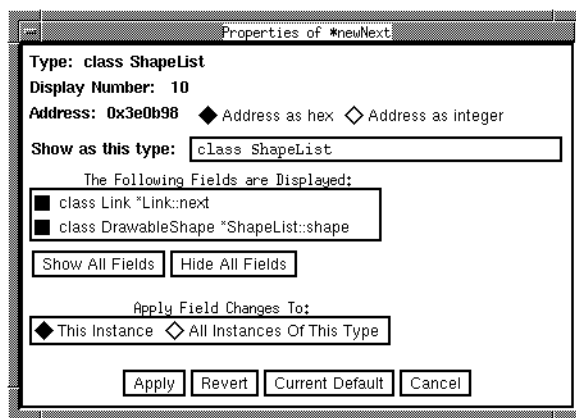 Properties of *newNext
Type: class ShapeList
Display Number: 10
Address: 0x3e0b98 Address as hex Address as integer
Show as this type: class ShapeList
The Following Fields are Displayed:
class Link *Link::next
class DrawableShape *ShapeList::shape
Show All Fields Hide All Fields
Apply Field Changes To:
This Instance All Instances Of This Type
Apply Revert Current Default Cancel